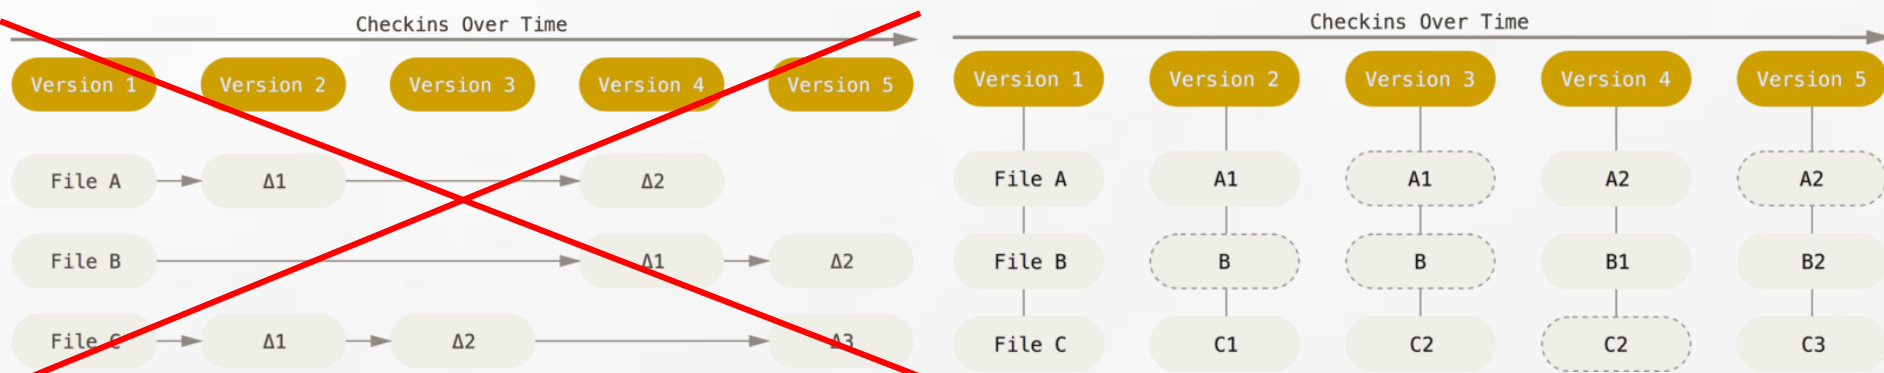 Checkins Over Time
Version 1 Version 2 Version 3 Version 4 Version 5
File A Δ1 Δ2
File B Δ1 Δ2
File C Δ1 Δ2 Δ3
Checkins Over Time
Version 1 Version 2 Version 3 Version 4 Version 5
File A A1 A1 A2 A2
File B B B B1 B2
File C C1 C2 C2 C3